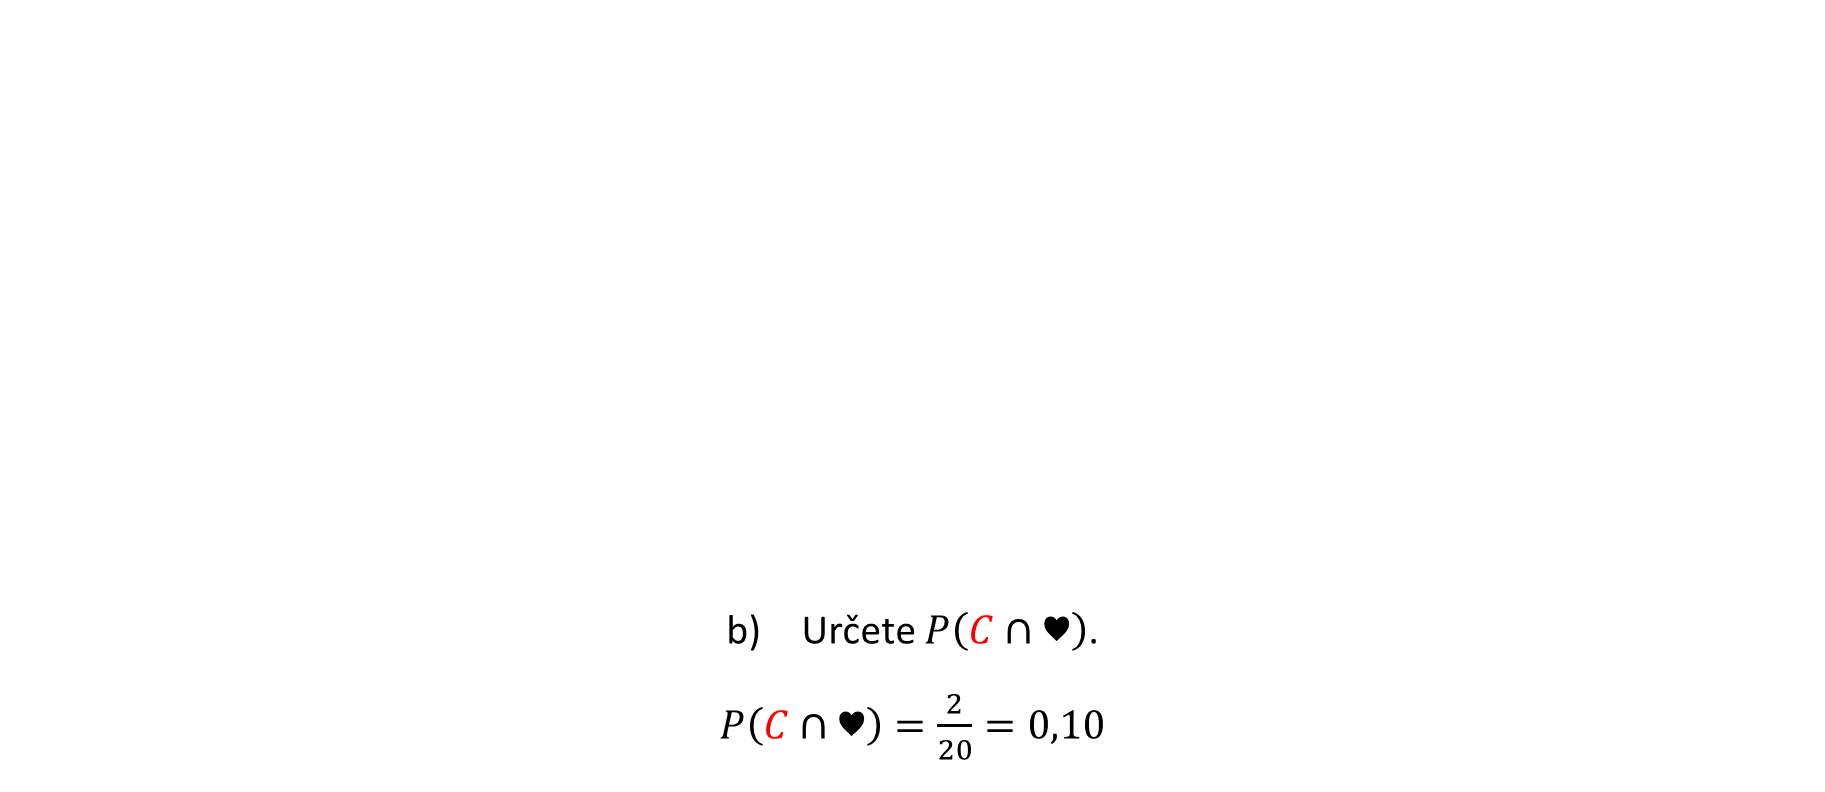 b) Určete P(C ∩ ♥).
P(C ∩ ♥) = 2/20 = 0,10